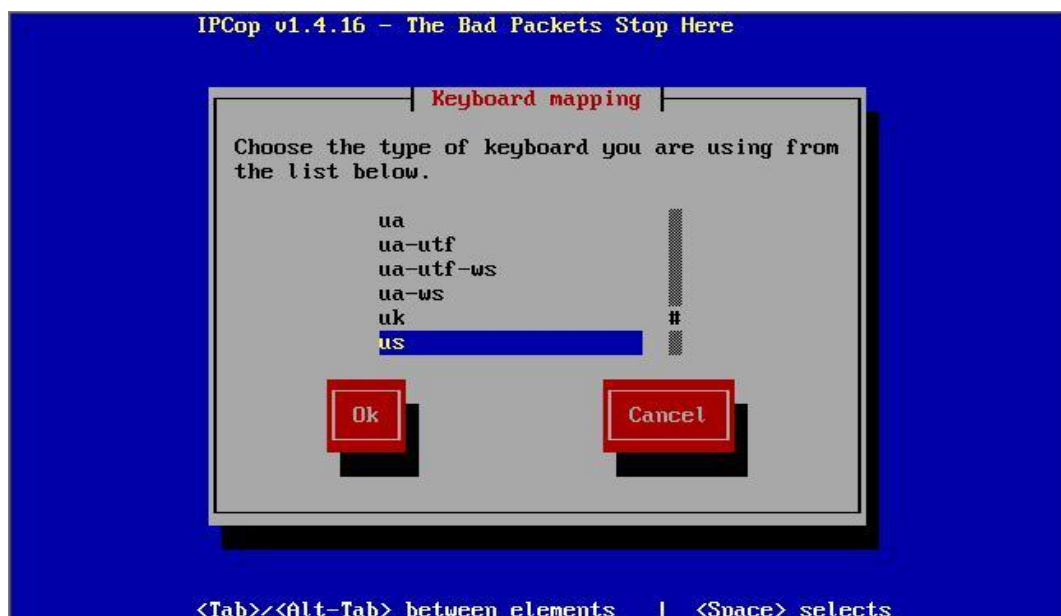 IPCop v1.4.16 - The Bad Packets Stop Here
Keyboard mapping
Choose the type of keyboard you are using from
the list below.
ua
ua-utf
ua-utf-ws
ua-ws
uk #
us
Ok Cancel
<Tab>/<Alt-Tab> between elements | <Space> selects